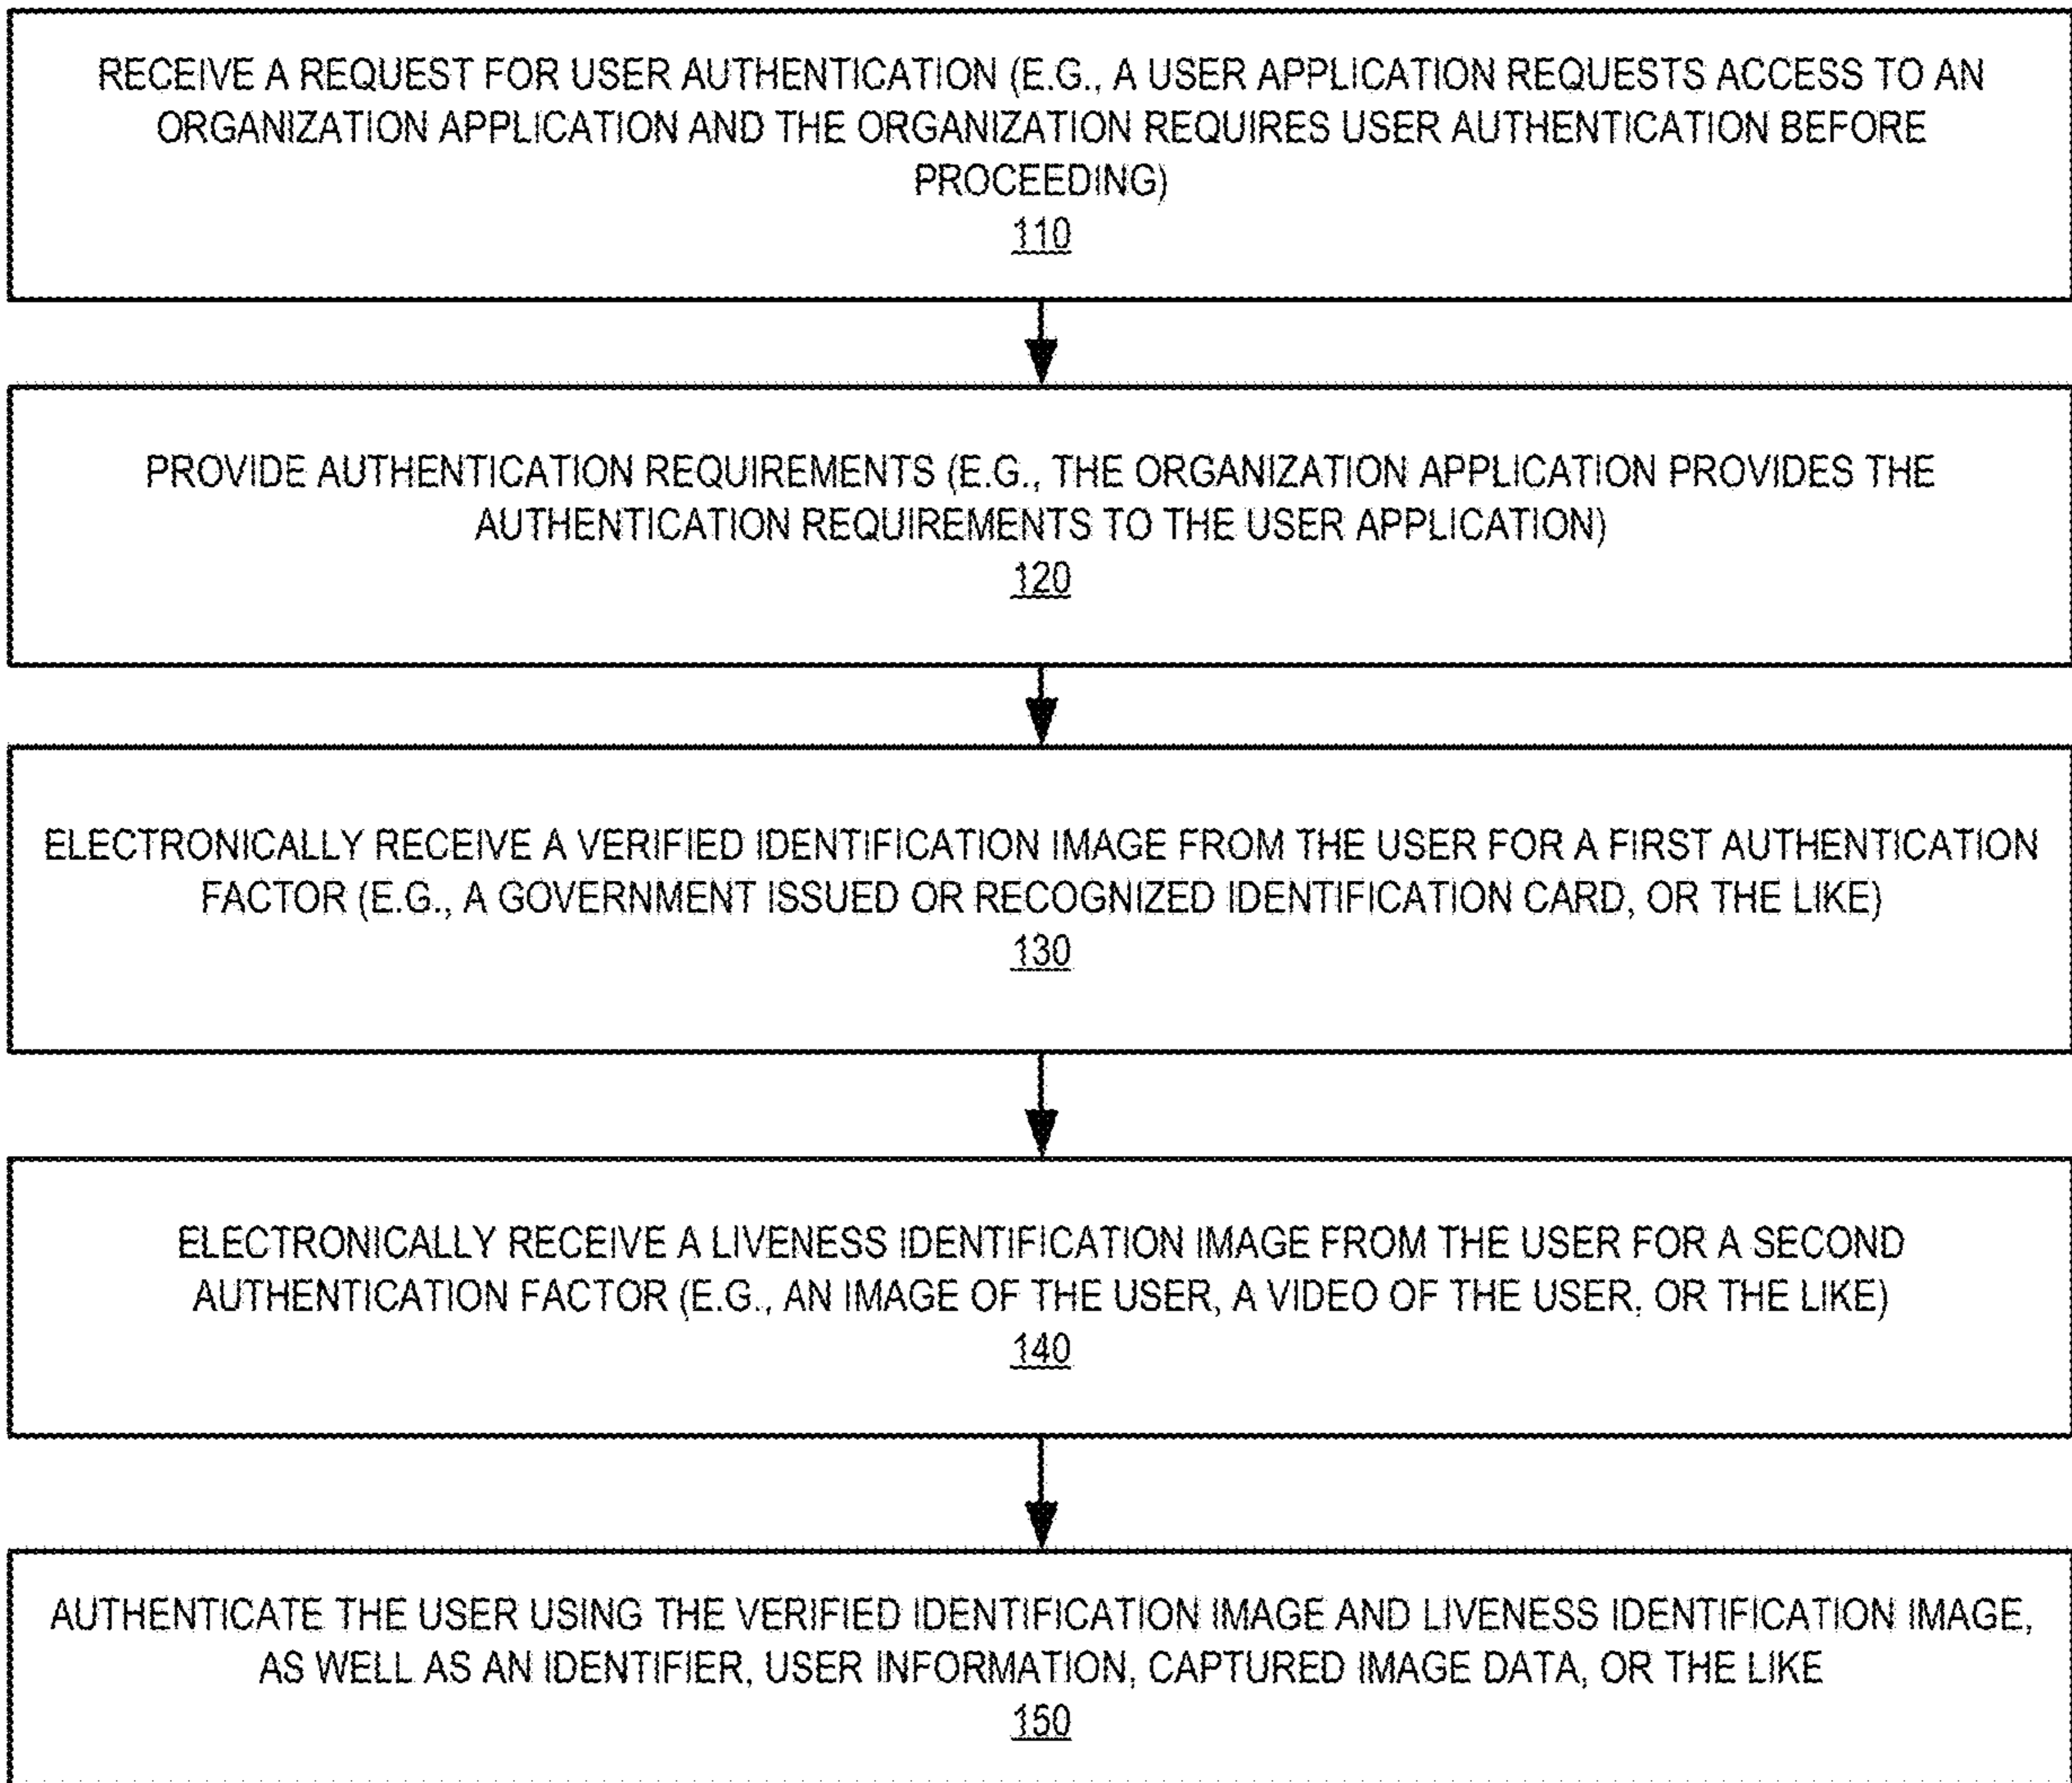 RECEIVE A REQUEST FOR USER AUTHENTICATION (E.G., A USER APPLICATION REQUESTS ACCESS TO AN
ORGANIZATION APPLICATION AND THE ORGANIZATION REQUIRES USER AUTHENTICATION BEFORE
PROCEEDING)
110
PROVIDE AUTHENTICATION REQUIREMENTS (E.G., THE ORGANIZATION APPLICATION PROVIDES THE
AUTHENTICATION REQUIREMENTS TO THE USER APPLICATION)
120
ELECTRONICALLY RECEIVE A VERIFIED IDENTIFICATION IMAGE FROM THE USER FOR A FIRST AUTHENTICATION
FACTOR (E.G., A GOVERNMENT ISSUED OR RECOGNIZED IDENTIFICATION CARD, OR THE LIKE)
130
ELECTRONICALLY RECEIVE A LIVENESS IDENTIFICATION IMAGE FROM THE USER FOR A SECOND
AUTHENTICATION FACTOR (E.G., AN IMAGE OF THE USER, A VIDEO OF THE USER, OR THE LIKE)
140
AUTHENTICATE THE USER USING THE VERIFIED IDENTIFICATION IMAGE AND LIVENESS IDENTIFICATION IMAGE,
AS WELL AS AN IDENTIFIER, USER INFORMATION, CAPTURED IMAGE DATA, OR THE LIKE
150